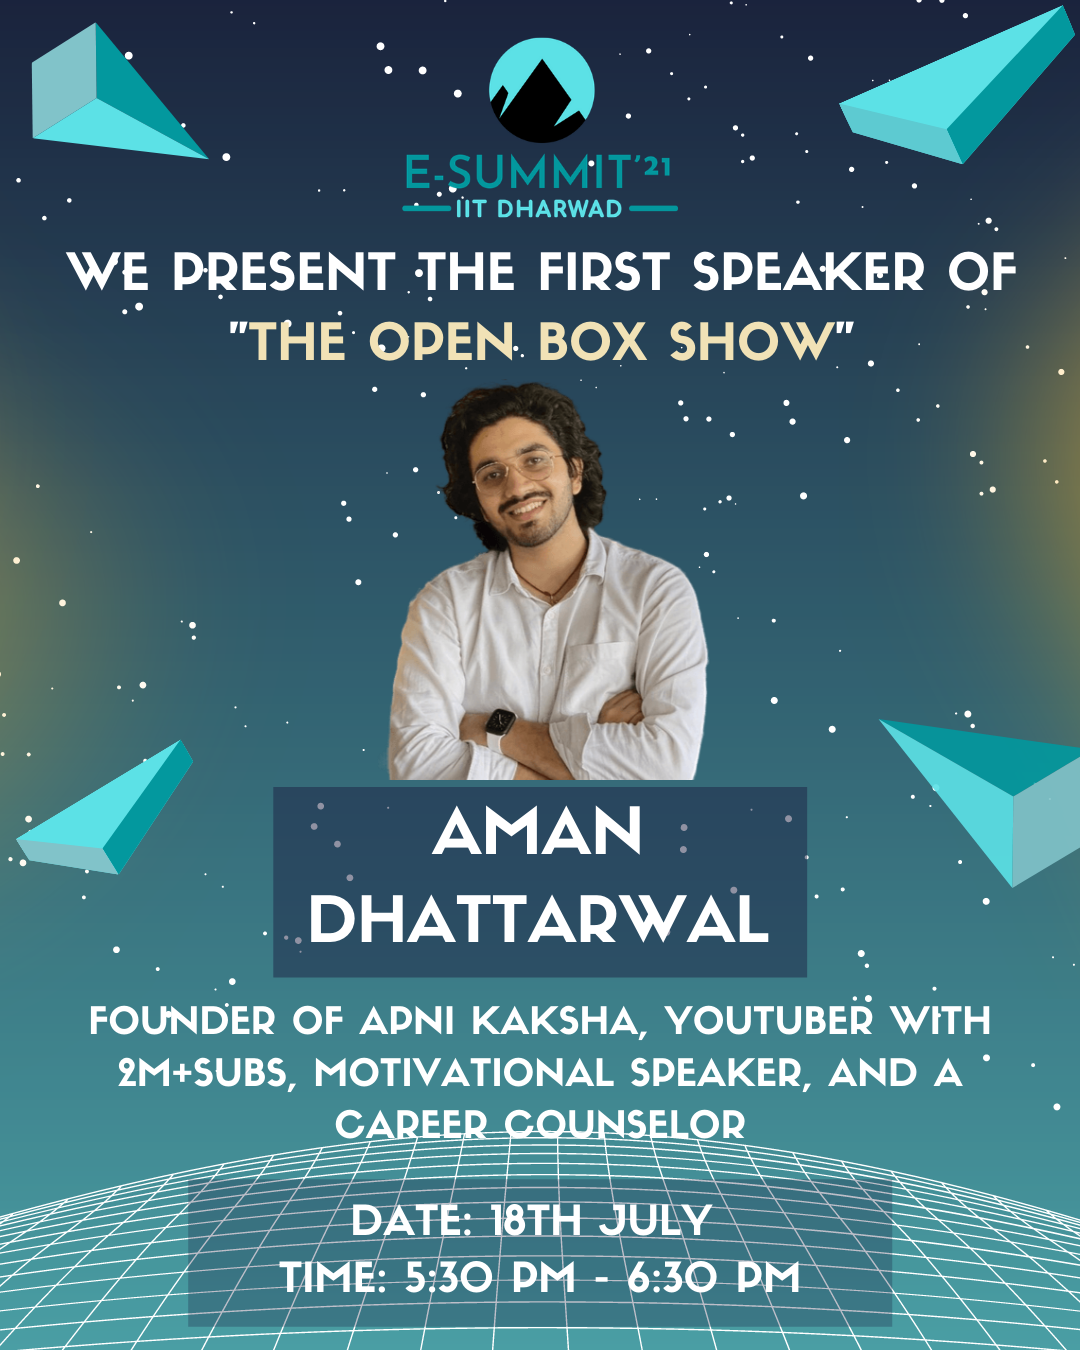 E-SUMMIT'21
IIT DHARWAD
WE PRESENT THE FIRST SPEAKER OF
"THE OPEN BOX SHOW"
AMAN
DHATTARWAL
FOUNDER OF APNI KAKSHA, YOUTUBER WITH
2M+SUBS, MOTIVATIONAL SPEAKER, AND A
CAREER COUNSELOR
DATE: 18TH JULY
TIME: 5:30 PM - 6:30 PM